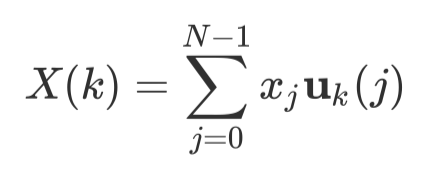 $X(k) = \sum_{j=0}^{N-1} x_j \mathbf{u}_k(j)$